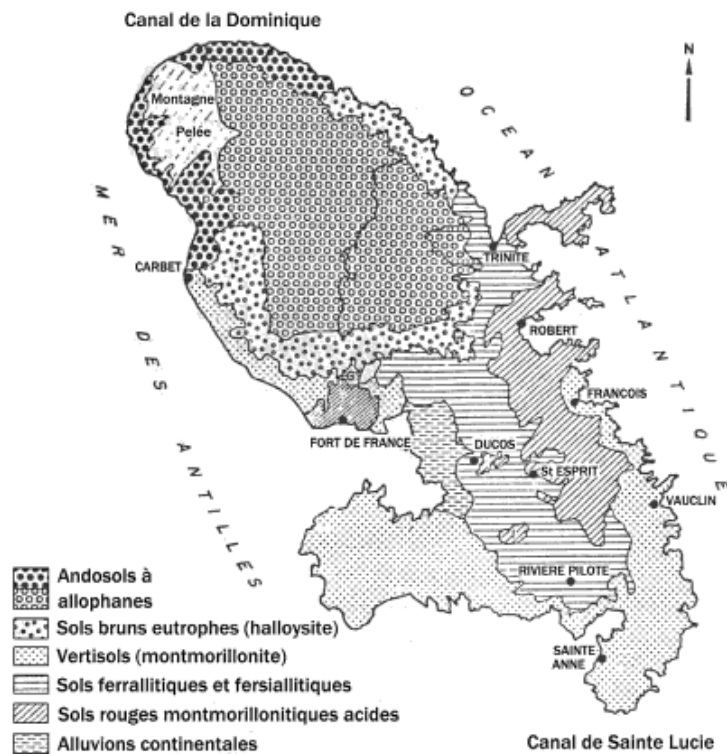 Canal de la Dominique
N
Montagne
Pelée
OCEAN ATLANTIQUE
MER DES ANTILLES
CARBET
TRINITE
ROBERT
FRANCOIS
FORT DE FRANCE
DUCOS
St ESPRIT
VAUCLIN
RIVIERE PILOTE
SAINTE
ANNE
Andosols à
allophanes
Sols bruns eutrophes (halloysite)
Vertisols (montmorillonite)
Sols ferrallitiques et fersiallitiques
Sols rouges montmorillonitiques acides
Alluvions continentales
Canal de Sainte Lucie